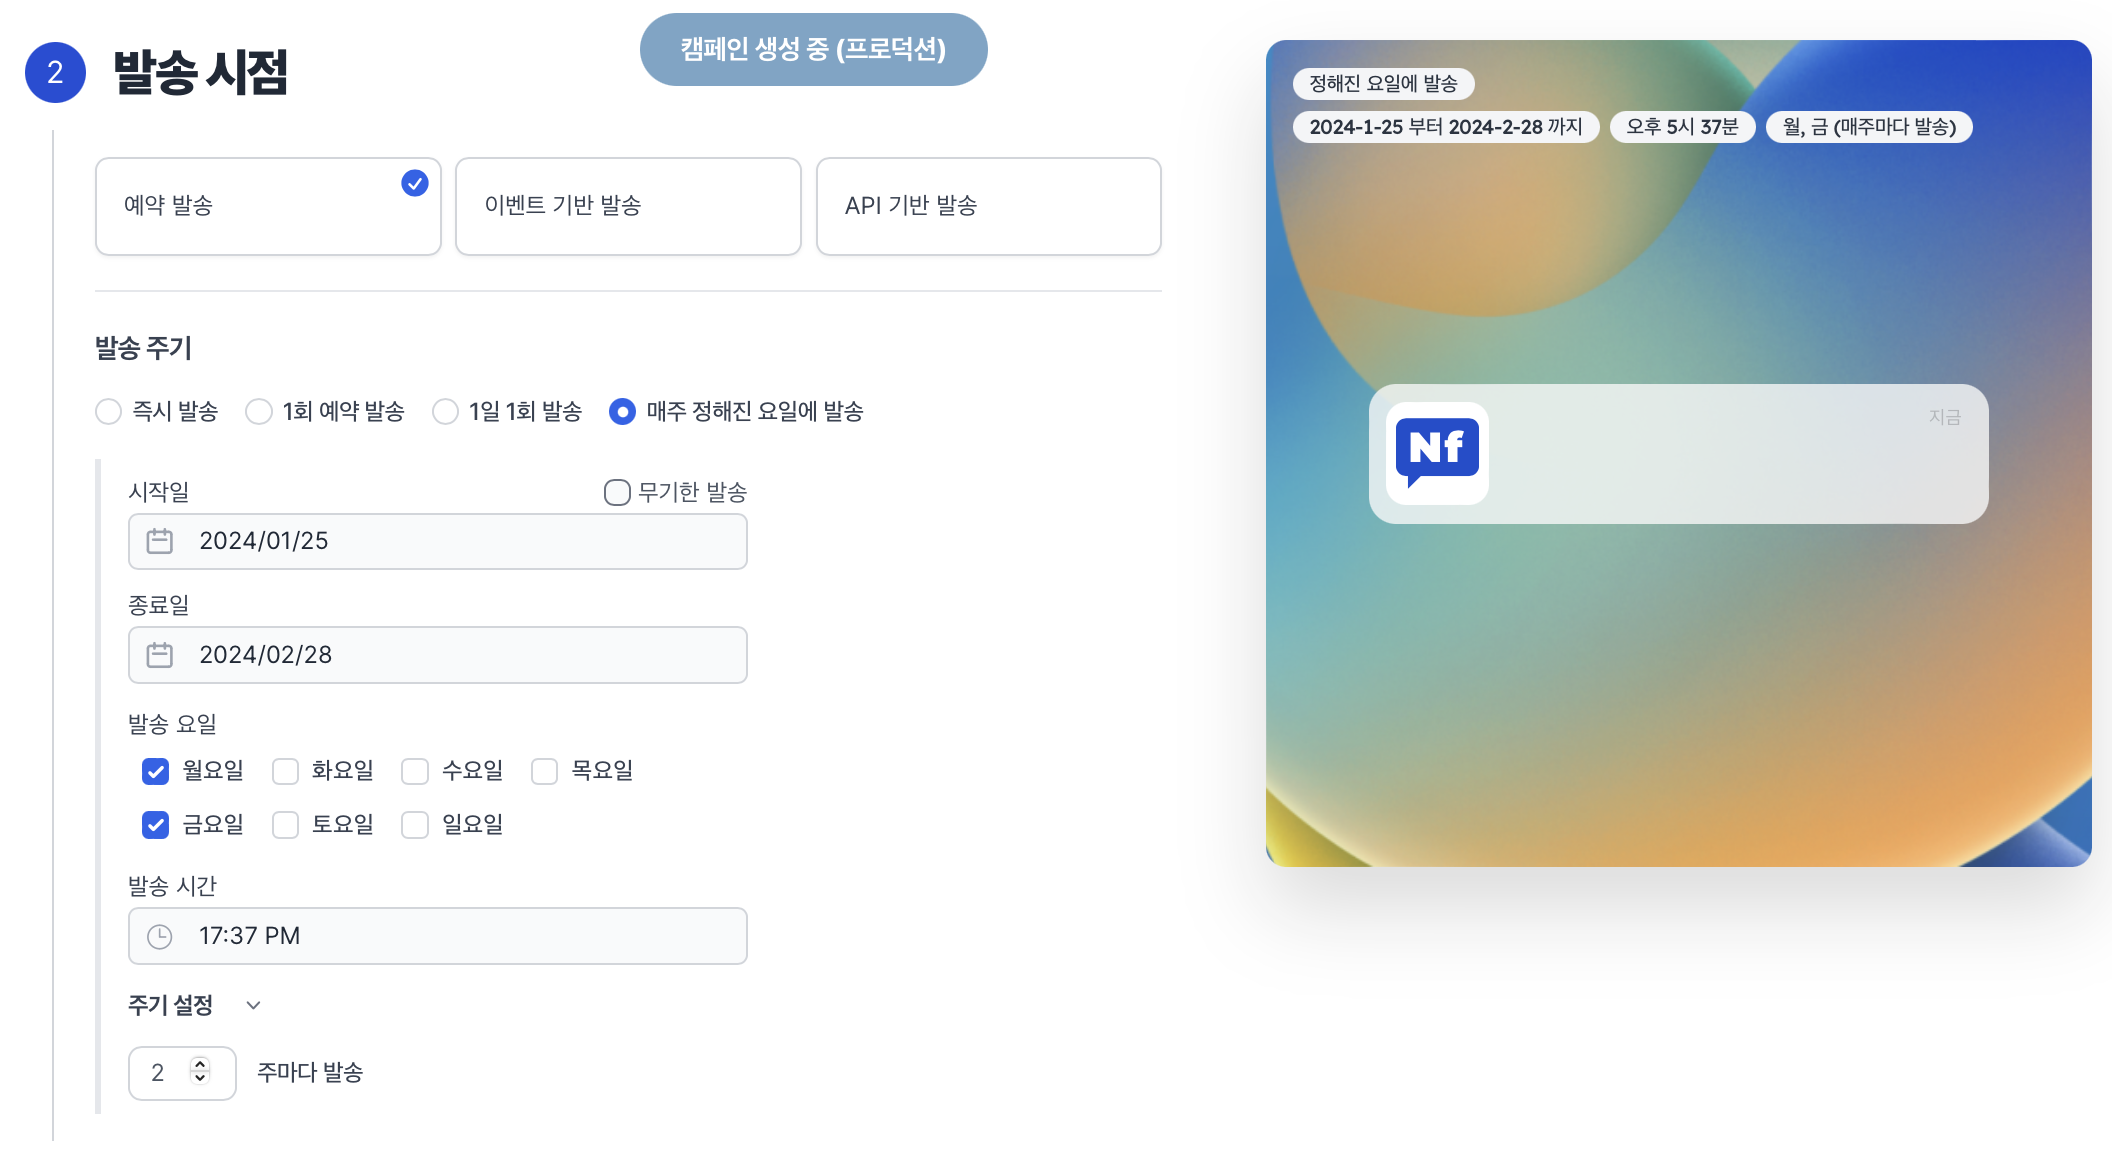 2 발송 시점
캠페인 생성 중 (프로덕션)
예약 발송
이벤트 기반 발송
API 기반 발송
발송 주기
즉시 발송 1회 예약 발송 1일 1회 발송 매주 정해진 요일에 발송
시작일 무기한 발송
2024/01/25
종료일
2024/02/28
발송 요일
월요일 화요일 수요일 목요일
금요일 토요일 일요일
발송 시간
17:37 PM
주기 설정
2 주마다 발송
정해진 요일에 발송
2024-1-25 부터 2024-2-28 까지 오후 5시 37분 월, 금 (매주마다 발송)
Nf
지금